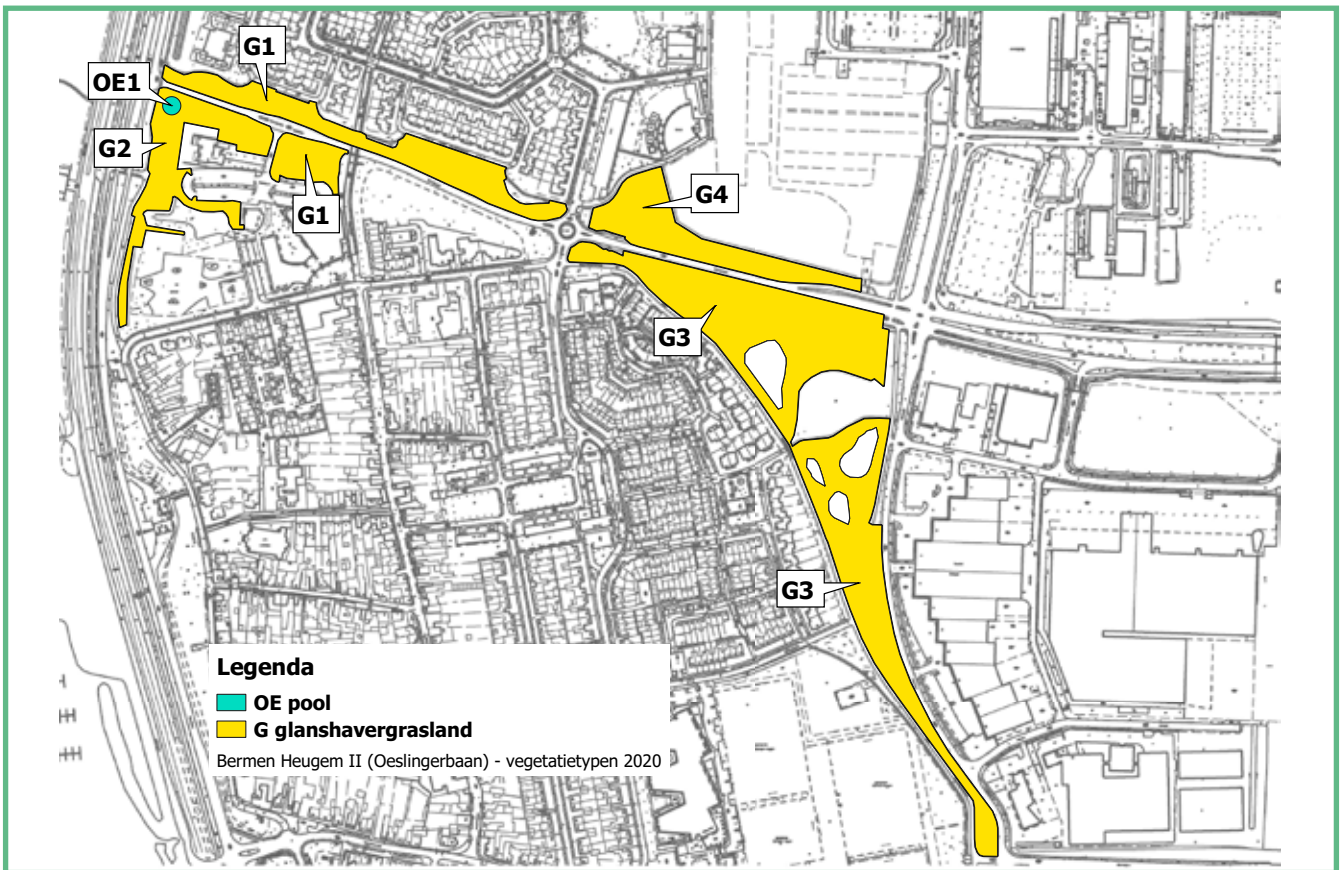 G1
OE1
G2
G1
G4
G3
G3
Legenda
OE pool
G glanshavergrasland
Bermen Heugem II (Oeslingerbaan) - vegetatietypen 2020